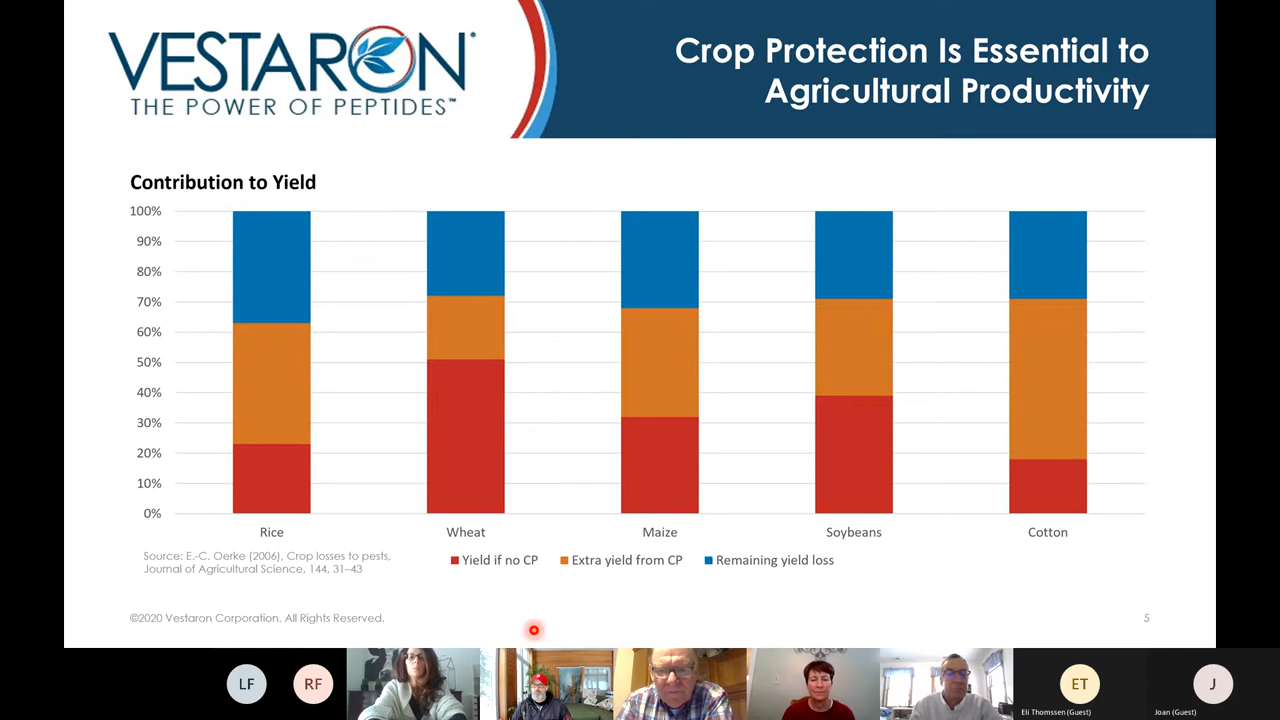 VESTARON
THE POWER OF PEPTIDES™
Crop Protection Is Essential to
Agricultural Productivity
Contribution to Yield
100%
90%
80%
70%
60%
50%
40%
30%
20%
10%
0%
Rice Wheat Maize Soybeans Cotton
Source: E.-C. Oerke (2006), Crop losses to pests,
Journal of Agricultural Science, 144, 31–43
Yield if no CP Extra yield from CP Remaining yield loss
©2020 Vestaron Corporation. All Rights Reserved.
5
LF
RF
ET
J
Eli Thomssen (Guest)
Joan (Guest)